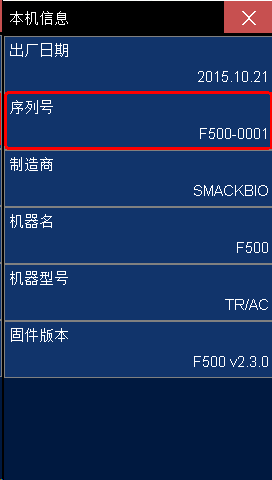 本机信息
出厂日期
2015.10.21
序列号
F500-0001
制造商
SMACKBIO
机器名
F500
机器型号
TR/AC
固件版本
F500 v2.3.0